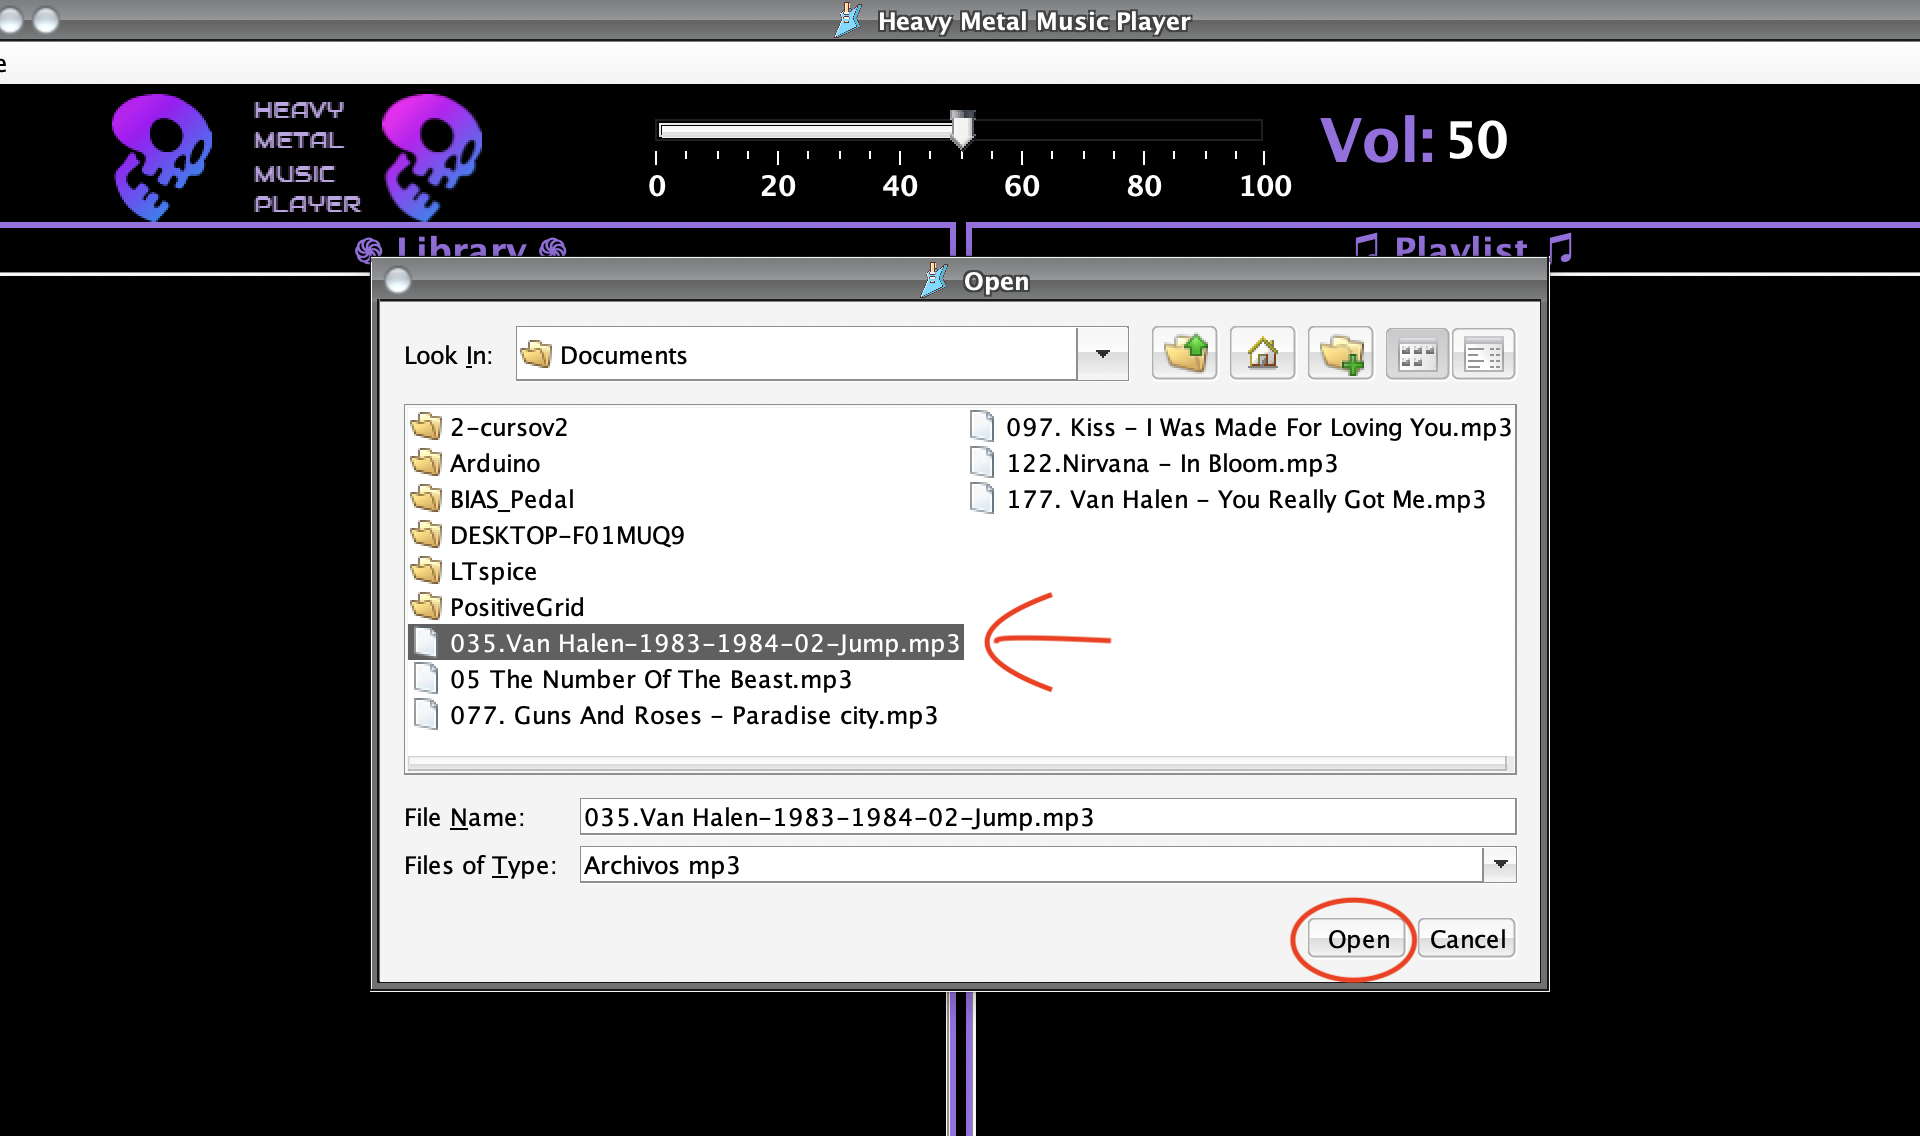 Heavy Metal Music Player
e
HEAVY
METAL
MUSIC
PLAYER
0 20 40 60 80 100
Vol: 50
Library
Playlist
Open
Look In: Documents
2-cursov2
Arduino
BIAS_Pedal
DESKTOP-F01MUQ9
LTspice
PositiveGrid
035.Van Halen-1983-1984-02-Jump.mp3
05 The Number Of The Beast.mp3
077. Guns And Roses - Paradise city.mp3
097. Kiss - I Was Made For Loving You.mp3
122.Nirvana - In Bloom.mp3
177. Van Halen - You Really Got Me.mp3
File Name: 035.Van Halen-1983-1984-02-Jump.mp3
Files of Type: Archivos mp3
Open Cancel